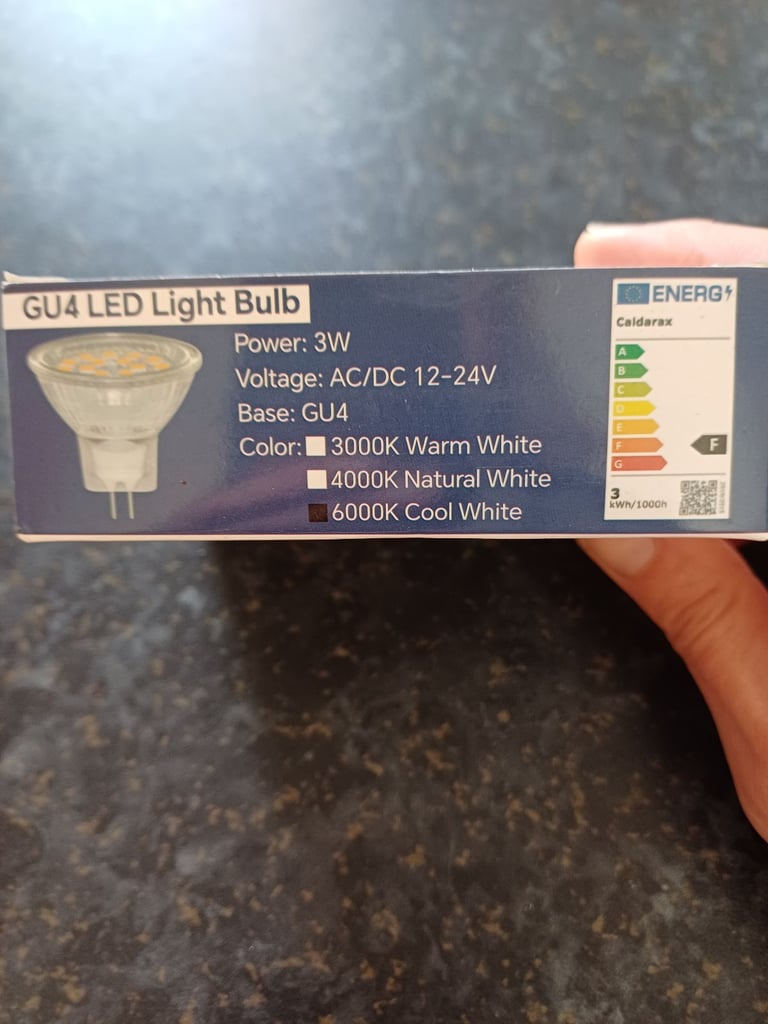 GU4 LED Light Bulb
Power: 3W
Voltage: AC/DC 12-24V
Base: GU4
Color: 3000K Warm White
4000K Natural White
6000K Cool White
ENERG
Caldarax
A
B
C
D
E
F
G
F
3
kWh/1000h